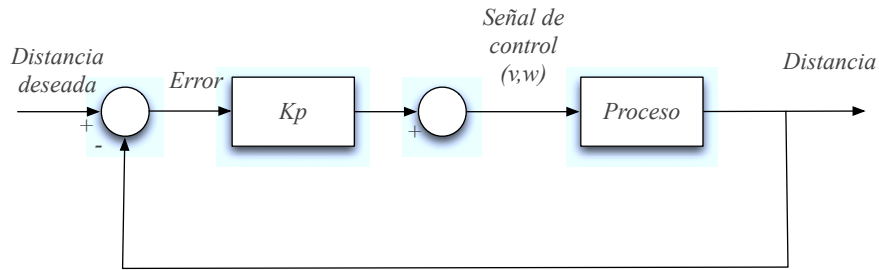 Distancia
deseada
+
-
Error
Kp
+
Señal de
control
(v,w)
Proceso
Distancia